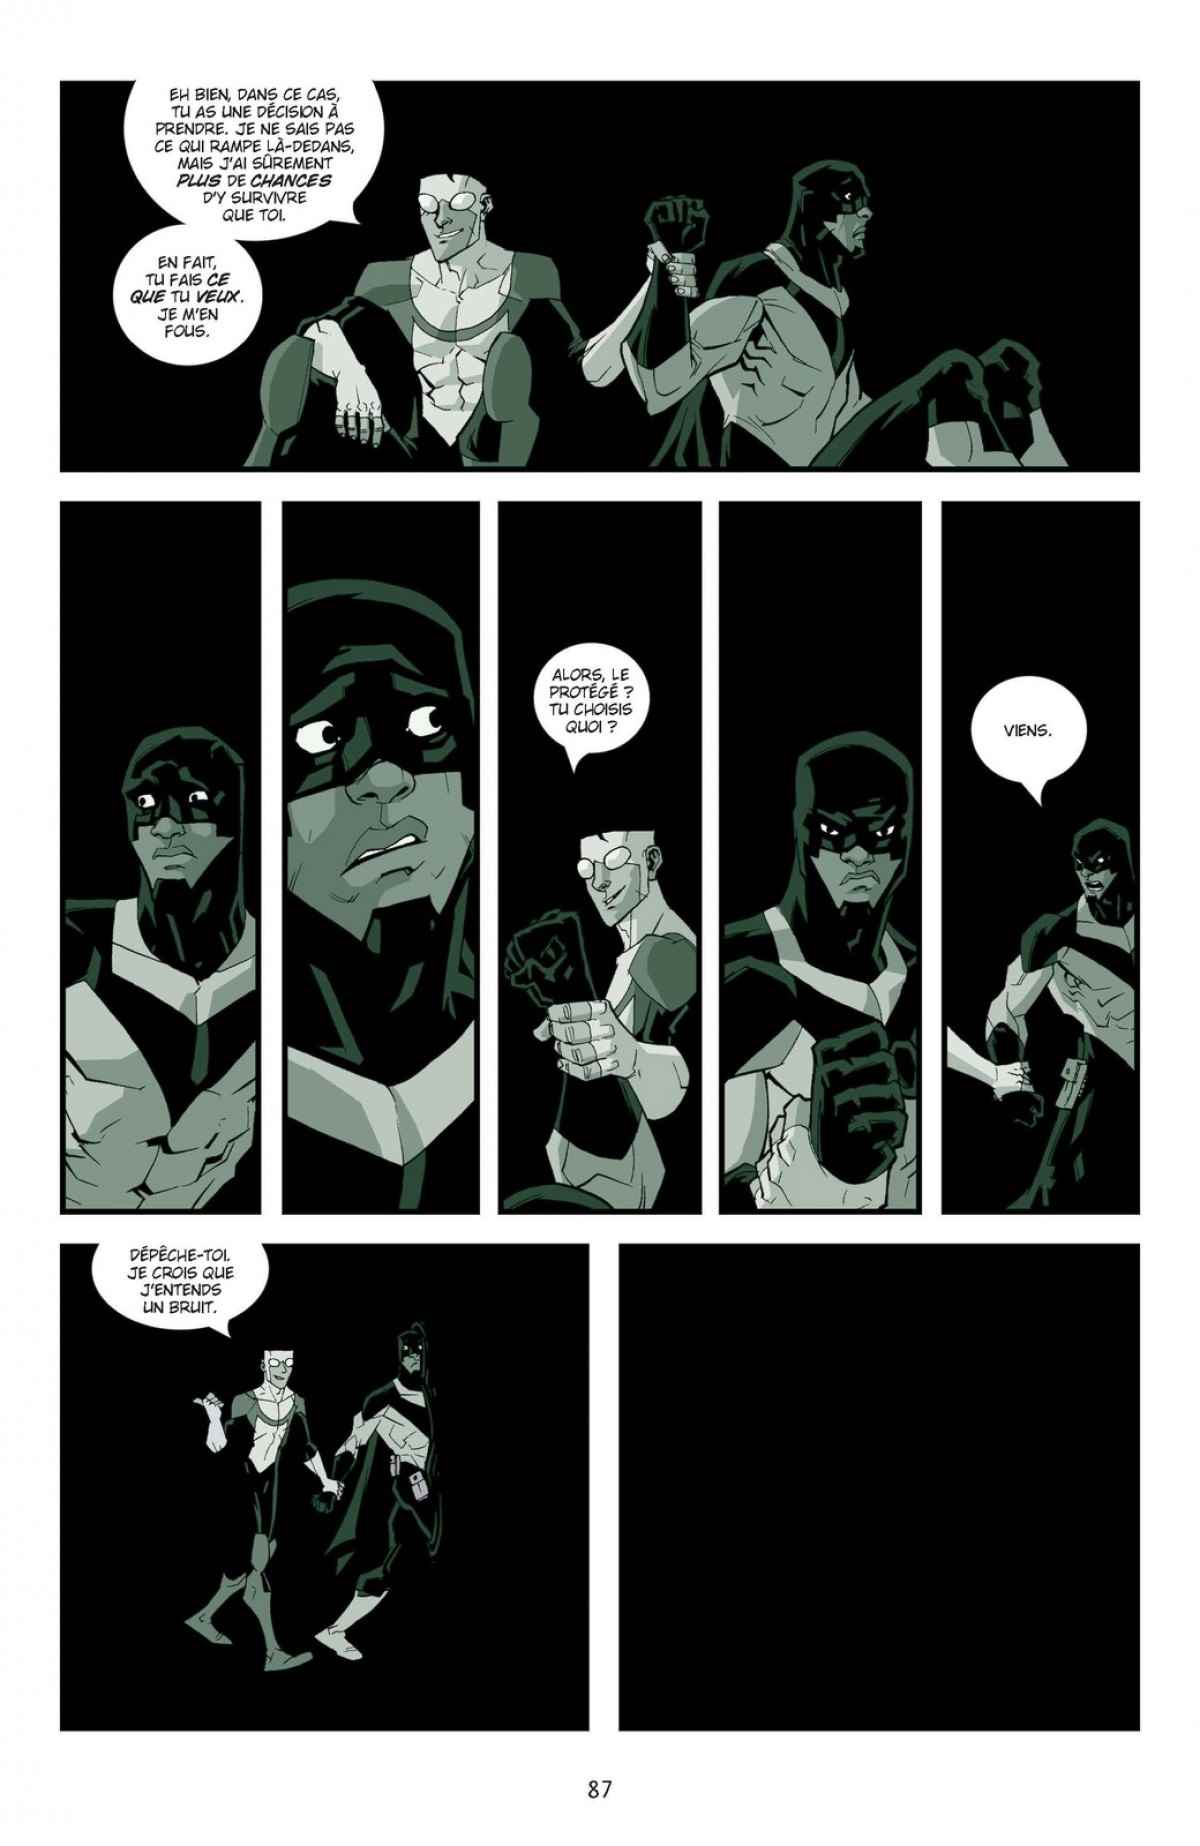 EH BIEN, DANS CE CAS,
TU AS UNE DÉCISION À
PRENDRE. JE NE SAIS PAS
CE QUI RAMPE LÀ-DEDANS,
MAIS J'AI SÛREMENT
PLUS DE CHANCES
D'Y SURVIVRE
QUE TOI.
EN FAIT,
TU FAIS CE
QUE TU VEUX.
JE M'EN
FOUS.
ALORS, LE
PROTÉGÉ ?
TU CHOISIS
QUOI ?
VIENS.
DÉPÊCHE-TOI.
JE CROIS QUE
J'ENTENDS
UN BRUIT.
87